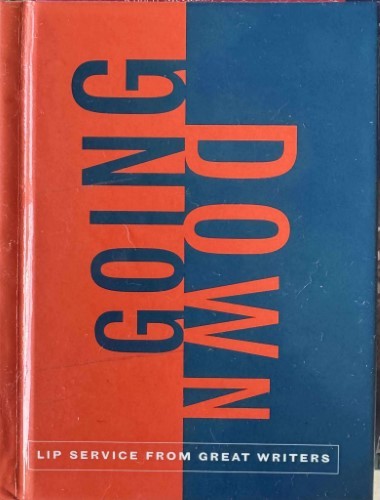 GOING
DOWN
LIP SERVICE FROM GREAT WRITERS